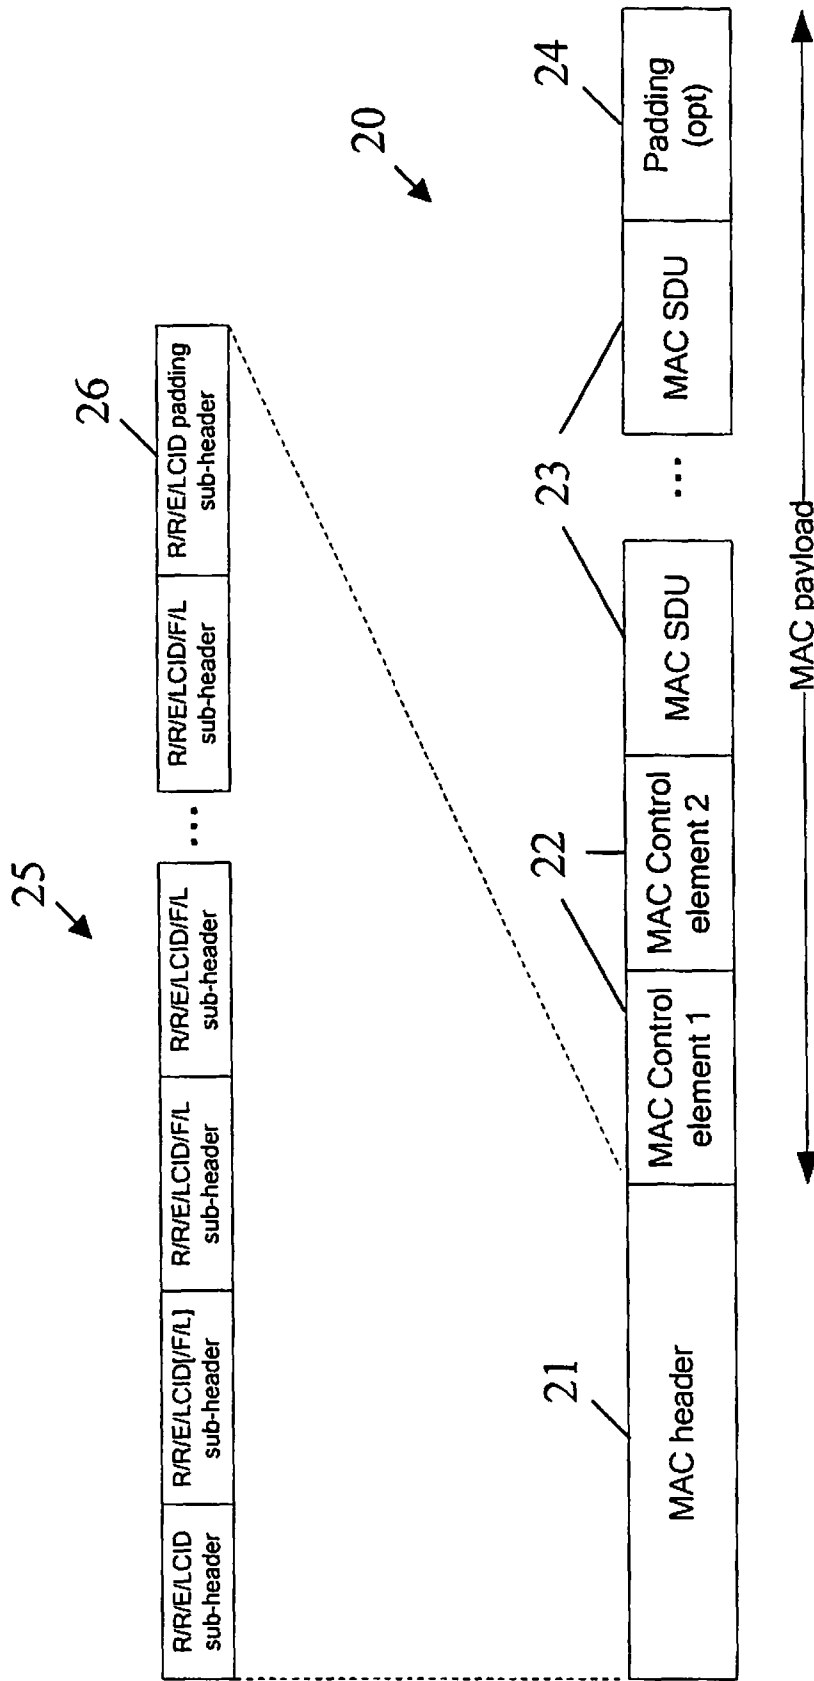 25
26
R/R/E/LCID
sub-header
R/R/E/LCID[/F/L]
sub-header
R/R/E/LCID/F/L
sub-header
R/R/E/LCID/F/L
sub-header
...
R/R/E/LCID/F/L
sub-header
R/R/E/LCID padding
sub-header
20
21
22
23
24
MAC header
MAC Control
element 1
MAC Control
element 2
MAC SDU
...
MAC SDU
Padding
(opt)
MAC payload